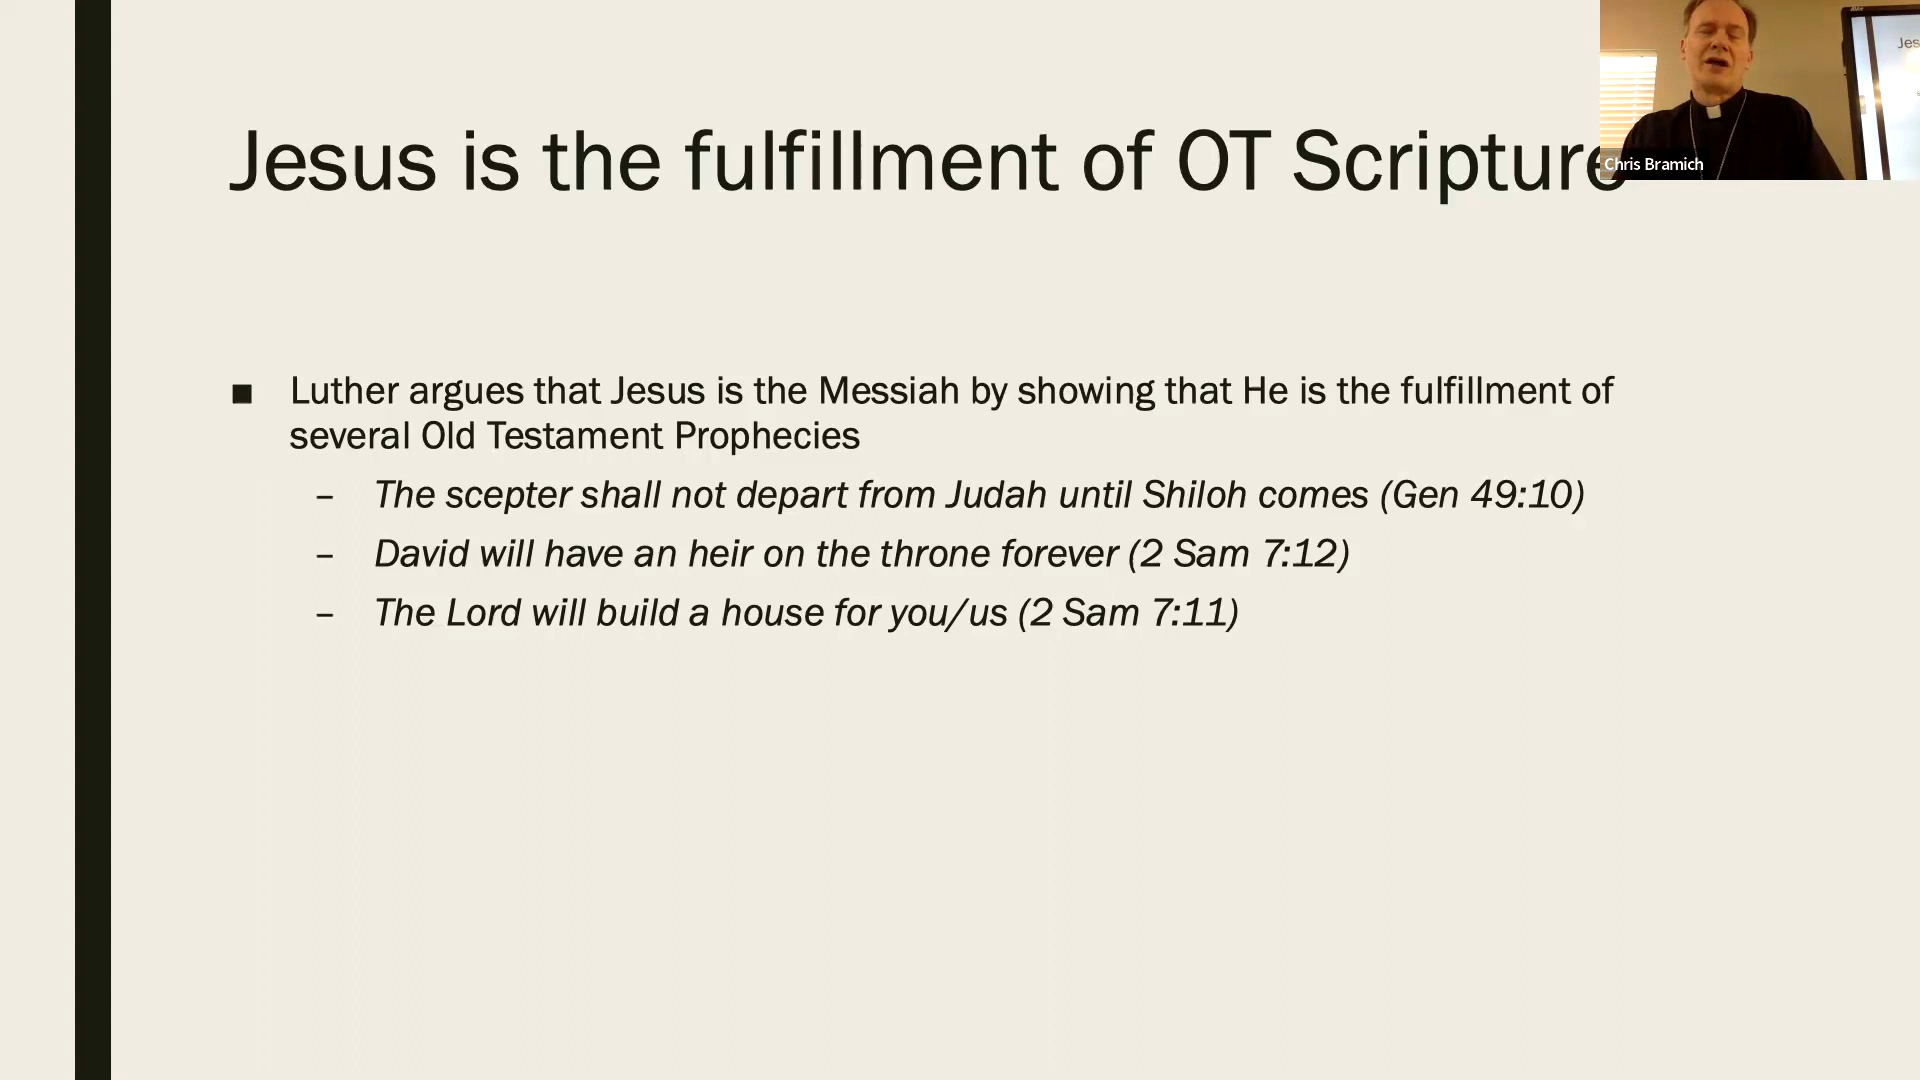 Jesus is the fulfillment of OT Scripture
Chris Bramich
Jes
■ Luther argues that Jesus is the Messiah by showing that He is the fulfillment of
several Old Testament Prophecies
– The scepter shall not depart from Judah until Shiloh comes (Gen 49:10)
– David will have an heir on the throne forever (2 Sam 7:12)
– The Lord will build a house for you/us (2 Sam 7:11)